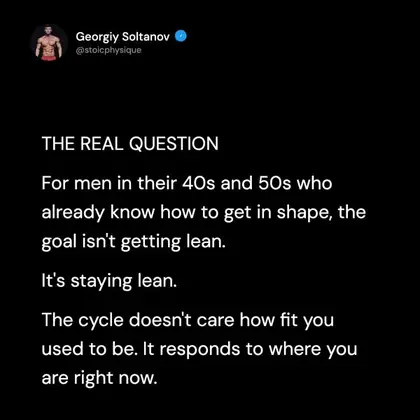 Georgiy Soltanov
@stoicphysique
THE REAL QUESTION
For men in their 40s and 50s who
already know how to get in shape, the
goal isn't getting lean.
It's staying lean.
The cycle doesn't care how fit you
used to be. It responds to where you
are right now.